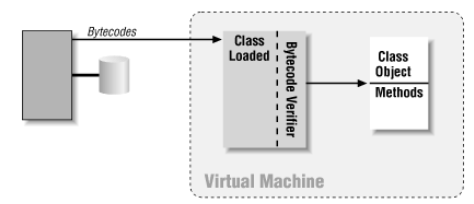 Bytecodes
Class
Loaded
Bytecode Verifier
Class
Object
Methods
Virtual Machine